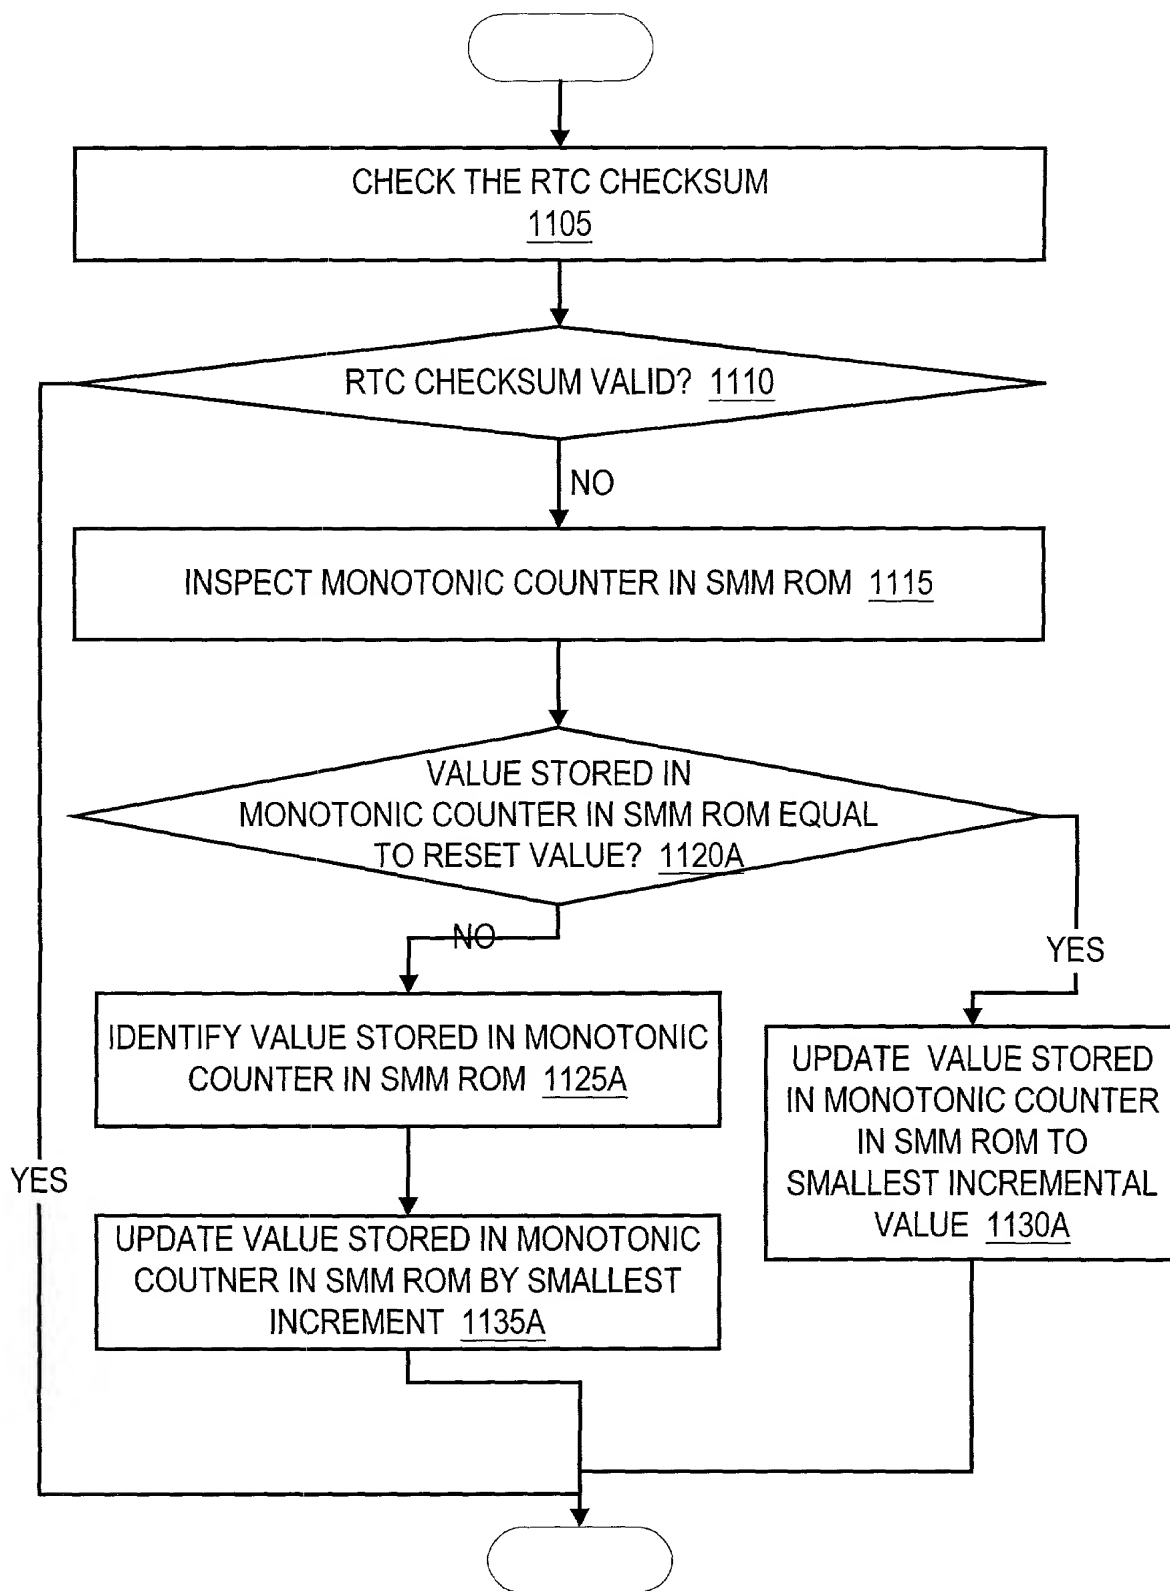 CHECK THE RTC CHECKSUM
1105
RTC CHECKSUM VALID? 1110
NO
INSPECT MONOTONIC COUNTER IN SMM ROM 1115
VALUE STORED IN
MONOTONIC COUNTER IN SMM ROM EQUAL
TO RESET VALUE? 1120A
NO
YES
IDENTIFY VALUE STORED IN MONOTONIC
COUNTER IN SMM ROM 1125A
UPDATE VALUE STORED
IN MONOTONIC COUNTER
IN SMM ROM TO
SMALLEST INCREMENTAL
VALUE 1130A
YES
UPDATE VALUE STORED IN MONOTONIC
COUTNER IN SMM ROM BY SMALLEST
INCREMENT 1135A